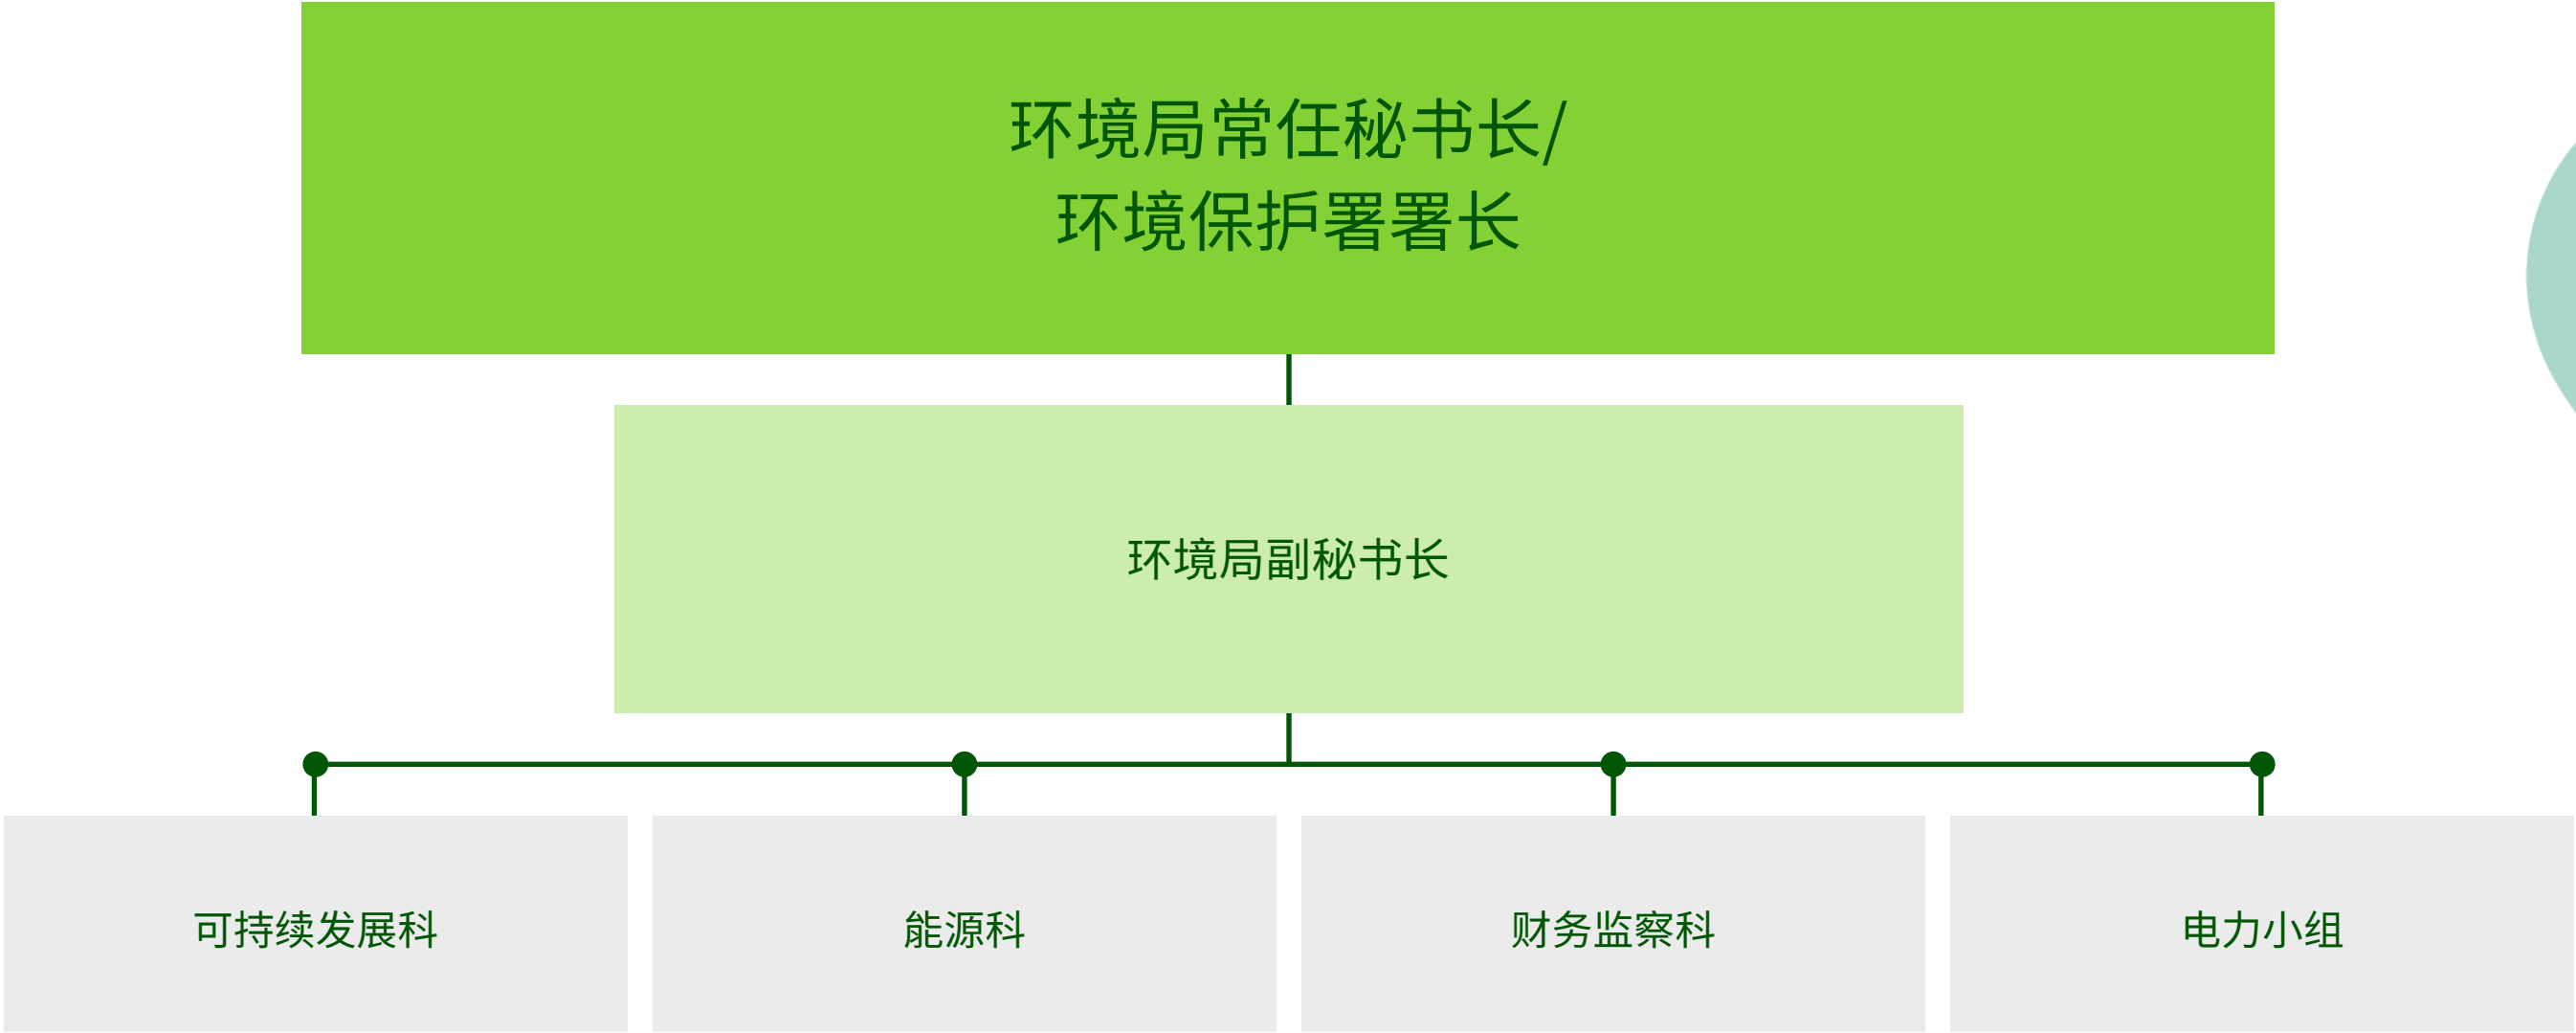 环境局常任秘书长/
环境保护署署长
环境局副秘书长
可持续发展科
能源科
财务监察科
电力小组